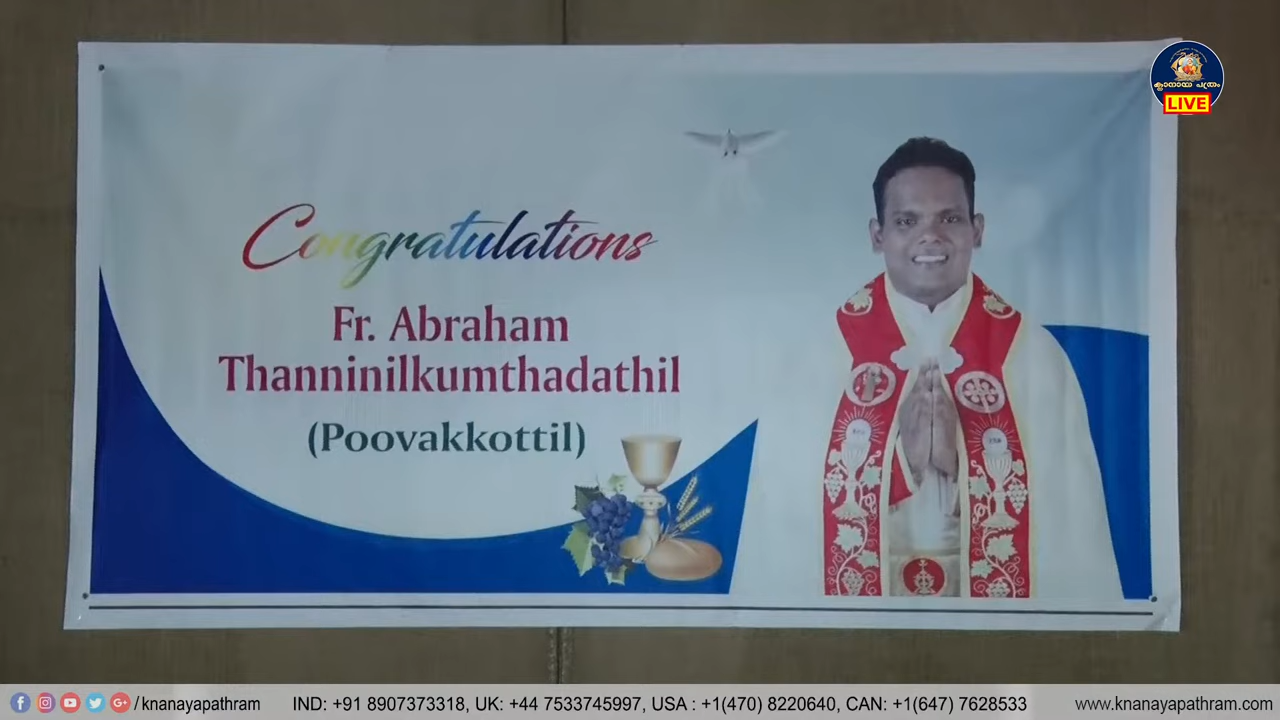 ക്നാനായ പത്രം
LIVE
Congratulations
Fr. Abraham
Thanninilkumthadathil
(Poovakkottil)
/knanayapathram
IND: +91 8907373318, UK: +44 7533745997, USA : +1(470) 8220640, CAN: +1(647) 7628533
www.knanayapathram.com